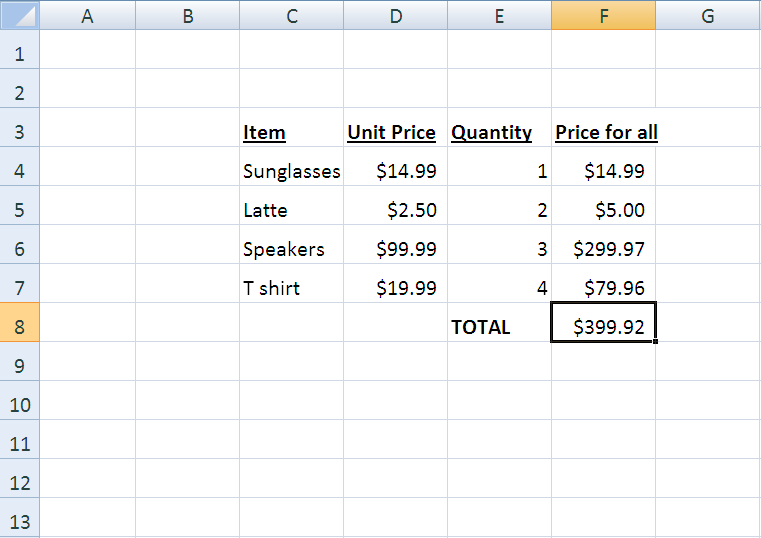 A B C D E F G
1
2
3 Item Unit Price Quantity Price for all
4 Sunglasses $14.99 1 $14.99
5 Latte $2.50 2 $5.00
6 Speakers $99.99 3 $299.97
7 T shirt $19.99 4 $79.96
8 TOTAL $399.92
9
10
11
12
13